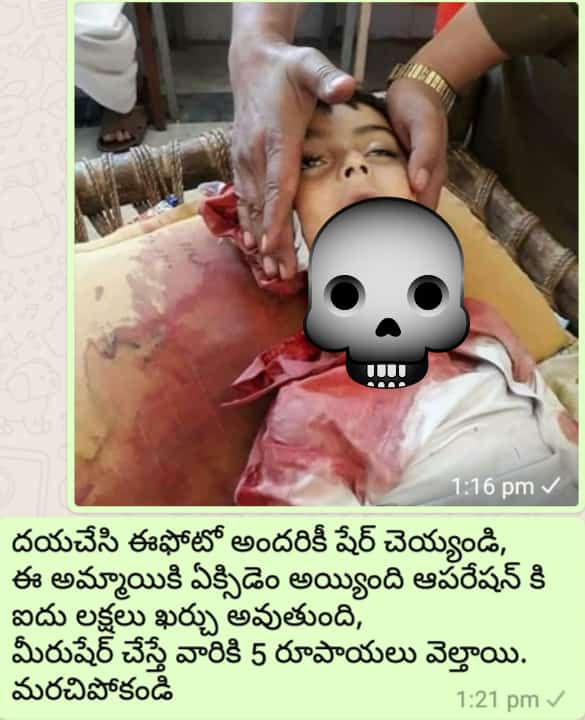 1:16 pm
దయచేసి ఈఫోటో అందరికీ షేర్ చెయ్యండి,
ఈ అమ్మాయికి ఏక్సిడెం అయ్యింది ఆపరేషన్ కి
ఐదు లక్షలు ఖర్చు అవుతుంది,
మీరుషేర్ చేస్తే వారికి 5 రూపాయలు వెల్తాయి.
మరచిపోకండి
1:21 pm